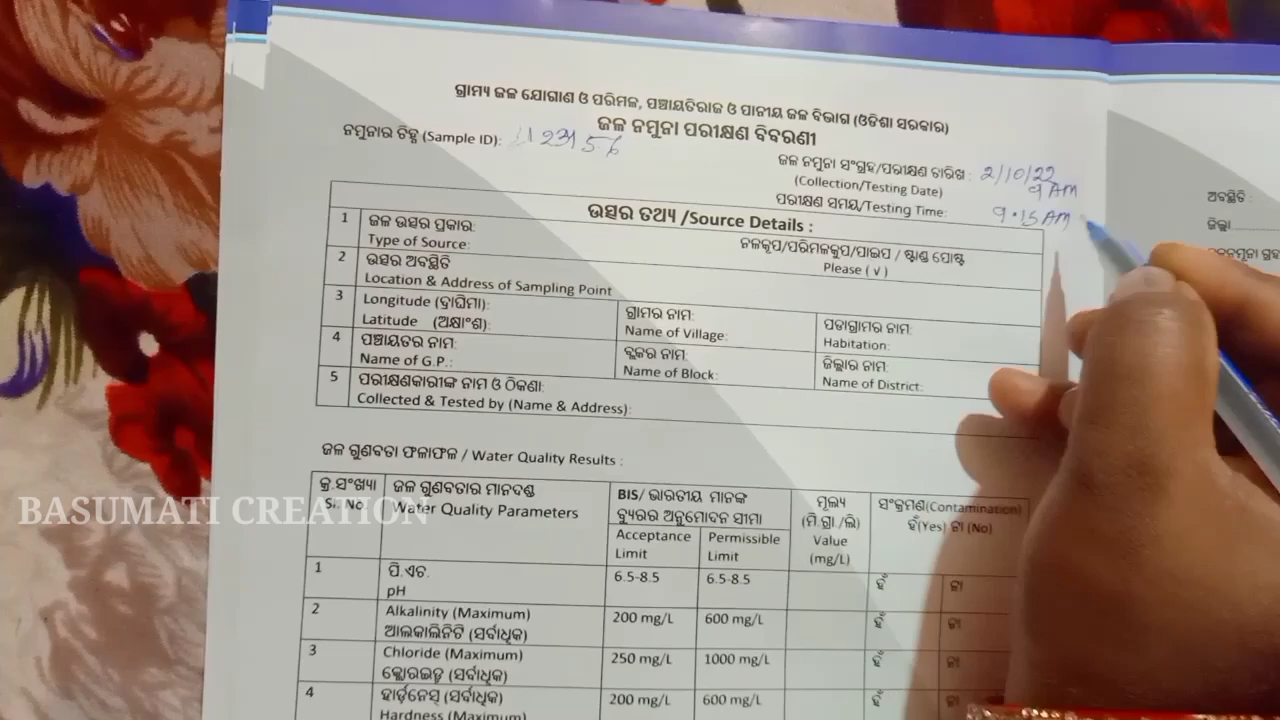 ଗ୍ରାମ୍ୟ ଜଳ ଯୋଗାଣ ଓ ପରିମଳ, ପଞ୍ଚାୟତିରାଜ ଓ ପାନୀୟ ଜଳ ବିଭାଗ (ଓଡିଶା ସରକାର)
ଜଳ ନମୁନା ପରୀକ୍ଷଣ ବିବରଣୀ
ନମୁନାର ଚିହ୍ନ (Sample ID):
ଜଳ ନମୁନା ସଂଗ୍ରହ/ପରୀକ୍ଷଣ ତାରିଖ : 2/10/22
(Collection/Testing Date) 9 AM
ପରୀକ୍ଷଣ ସମୟ/Testing Time: 9.15 AM
ଉତ୍ସର ତଥ୍ୟ /Source Details :
1 ଜଳ ଉତ୍ସର ପ୍ରକାର: ନଳକୂପ/ପରିମଳକୁପ/ପାଇପ / ଷ୍ଟାଣ୍ଡ ପୋଷ୍ଟ
Type of Source: Please ( √ )
2 ଉତ୍ସର ଅବସ୍ଥିତି
Location & Address of Sampling Point
3 Longitude (ଦ୍ରାଘିମା): ଗ୍ରାମର ନାମ: ପଡାଗ୍ରାମର ନାମ:
Latitude (ଅକ୍ଷାଂଶ): Name of Village: Habitation:
4 ପଞ୍ଚାୟତର ନାମ: ବ୍ଲକର ନାମ: ଜିଲ୍ଲାର ନାମ:
Name of G.P.: Name of Block: Name of District:
5 ପରୀକ୍ଷଣକାରୀଙ୍କ ନାମ ଓ ଠିକଣା:
Collected & Tested by (Name & Address):
ଜଳ ଗୁଣବତା ଫଳାଫଳ / Water Quality Results :
କ୍ର.ସଂଖ୍ୟା ଜଳ ଗୁଣବତାର ମାନଦଣ୍ଡ BIS/ ଭାରତୀୟ ମାନଙ୍କ ମୂଲ୍ୟ ସଂକ୍ରମଣ(Contamination)
Sl. No Water Quality Parameters ବ୍ୟୁରର ଅନୁମୋଦନ ସୀମା (ମି.ଗ୍ରା./ଲି) ହଁ(Yes) ନା (No)
Acceptance Limit Permissible Limit Value (mg/L)
1 ପି.ଏଚ. 6.5-8.5 6.5-8.5 ହଁ ନା
pH
2 Alkalinity (Maximum) 200 mg/L 600 mg/L ହଁ ନା
ଆଲକାଲିନିଟି (ସର୍ବାଧିକ)
3 Chloride (Maximum) 250 mg/L 1000 mg/L ହଁ ନା
କ୍ଲୋରାଇଡ୍ (ସର୍ବାଧିକ)
4 ହାର୍ଡ଼ନେସ୍ (ସର୍ବାଧିକ) 200 mg/L 600 mg/L ହଁ ନା
Hardness (Maximum)
ଅବସ୍ଥିତି :
ଜିଲ୍ଲା
BASUMATI CREATION